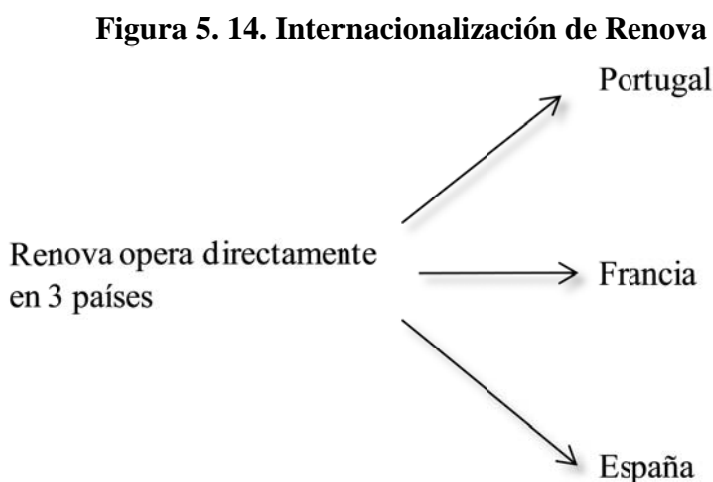 Figura 5. 14. Internacionalización de Renova
Portugal
Renova opera directamente
en 3 países
Francia
España